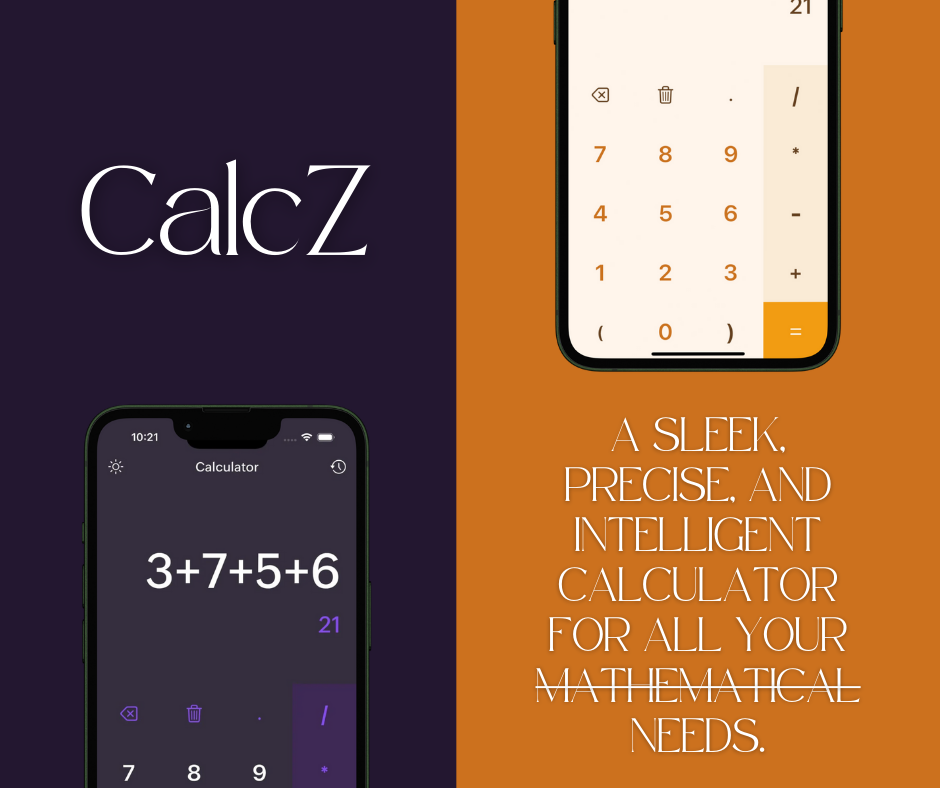 CalcZ
10:21
Calculator
3+7+5+6
21
. /
7 8 9 *
21
. /
7 8 9 *
4 5 6 -
1 2 3 +
( 0 ) =
A SLEEK,
PRECISE, AND
INTELLIGENT
CALCULATOR
FOR ALL YOUR
MATHEMATICAL
NEEDS.